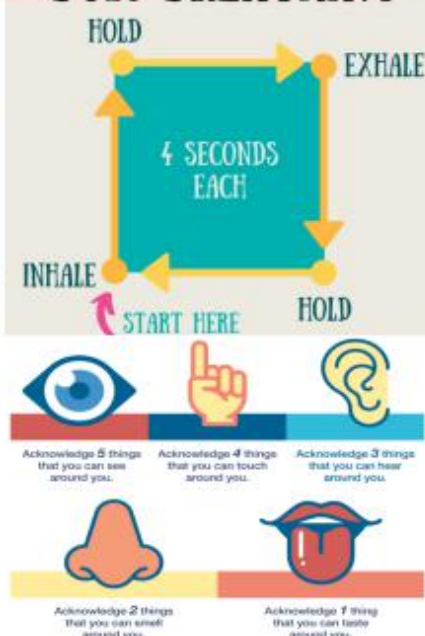 HOLD
EXHALE
4 SECONDS
EACH
INHALE
START HERE
HOLD
Acknowledge 5 things
that you can see
around you.
Acknowledge 4 things
that you can touch
around you.
Acknowledge 3 things
that you can hear
around you.
Acknowledge 2 things
that you can smell
around you.
Acknowledge 1 thing
that you can taste
around you.